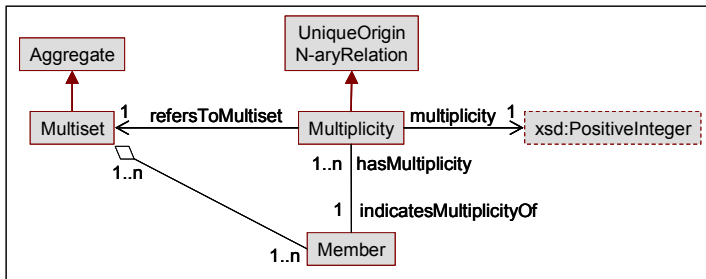 UniqueOrigin
N-aryRelation
Aggregate
1 refersToMultiset
multiplicity 1
Multiset
Multiplicity
xsd:PositiveInteger
1..n
1..n hasMultiplicity
1 indicatesMultiplicityOf
1..n
Member